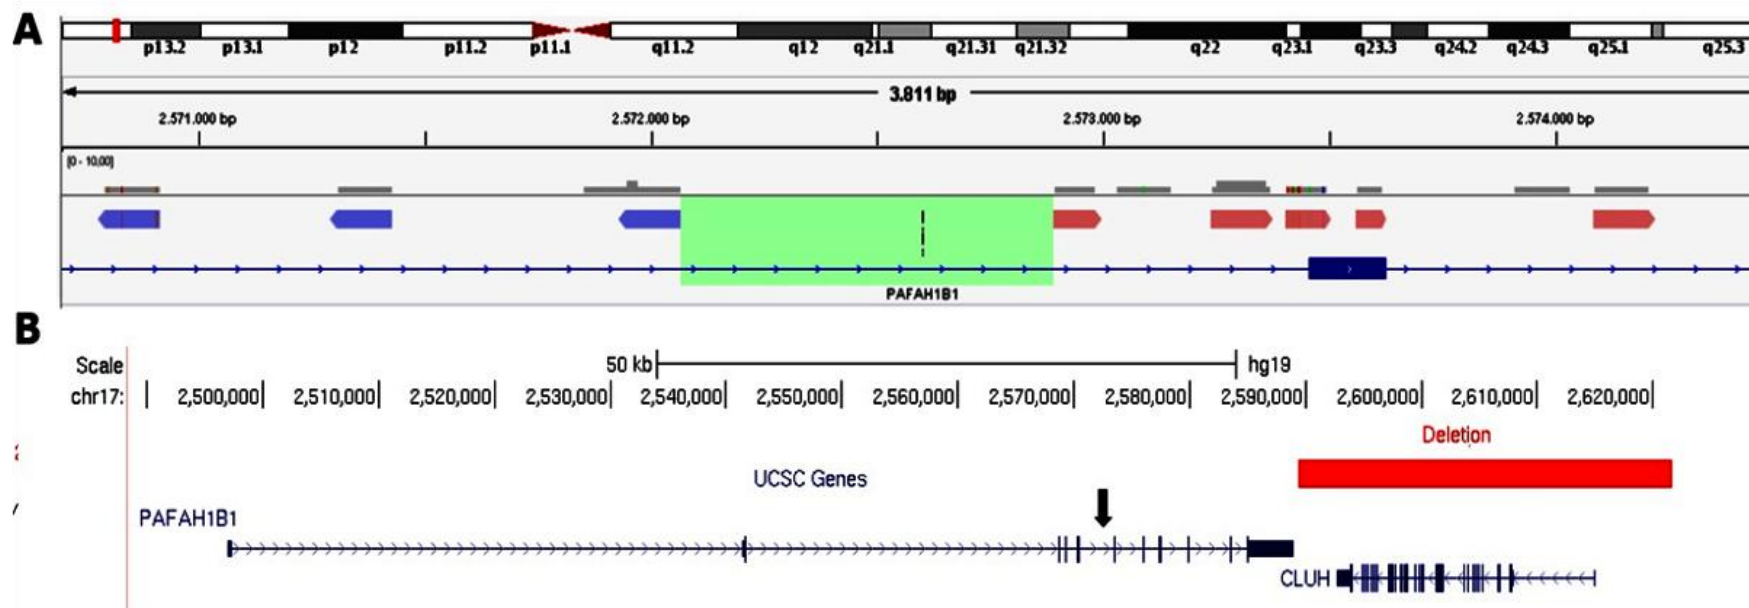 A
p13.2 p13.1 p12 p11.2 p11.1 q11.2 q12 q21.1 q21.31 q21.32 q22 q23.1 q23.3 q24.2 q24.3 q25.1 q25.3
3.811 bp
2.571.000 bp 2.572.000 bp 2.573.000 bp 2.574.000 bp
[0 - 10,00]
PAFAH1B1
B
Scale 50 kb hg19
chr17: 2,500,000 2,510,000 2,520,000 2,530,000 2,540,000 2,550,000 2,560,000 2,570,000 2,580,000 2,590,000 2,600,000 2,610,000 2,620,000
Deletion
UCSC Genes
PAFAH1B1
CLUH